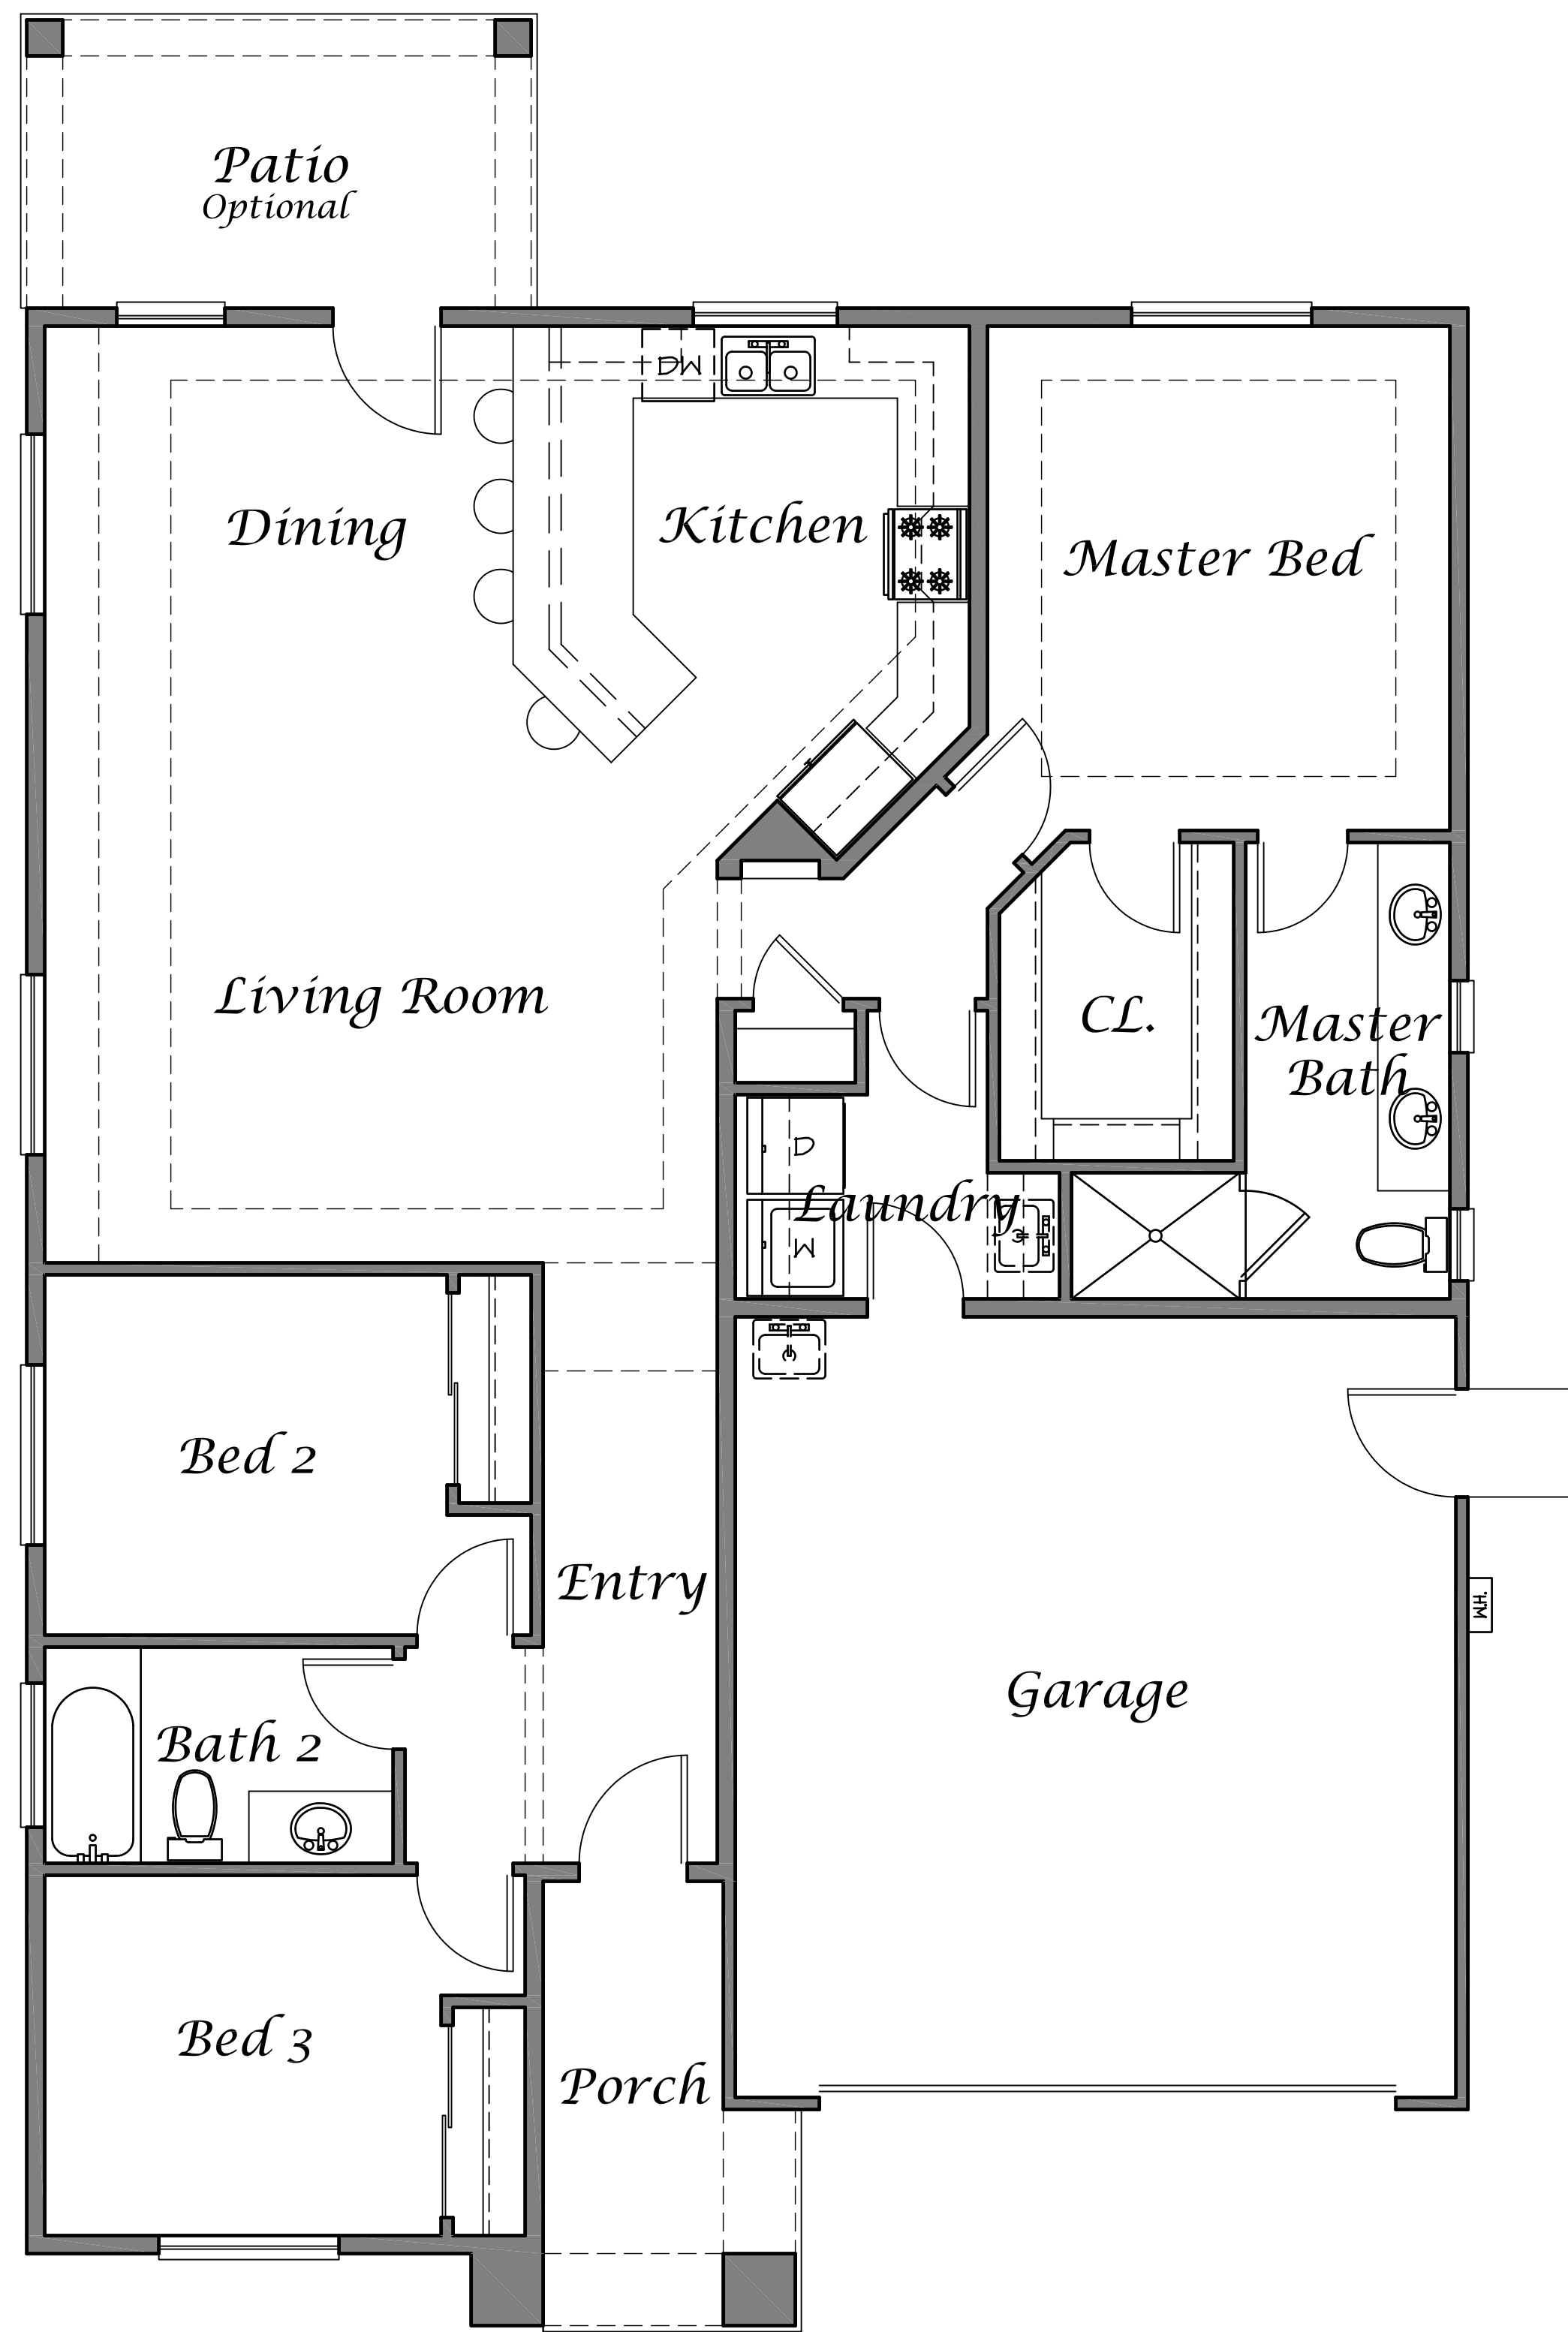 Patio
Optional
DW
Dining
Kitchen
Master Bed
Living Room
CL.
Master
Bath
D
Laundry
W
Bed 2
Entry
Garage
Bath 2
Bed 3
Porch